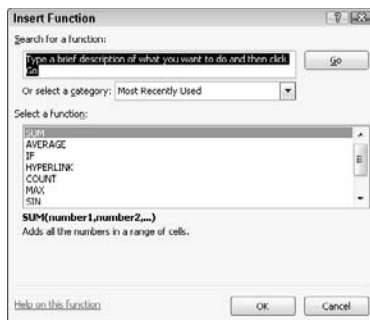 Insert Function
Search for a function:
Type a brief description of what you want to do and then click
Go
Go
Or select a category: Most Recently Used
Select a function:
SUM
AVERAGE
IF
HYPERLINK
COUNT
MAX
SIN
SUM(number1,number2,...)
Adds all the numbers in a range of cells.
Help on this function
OK
Cancel